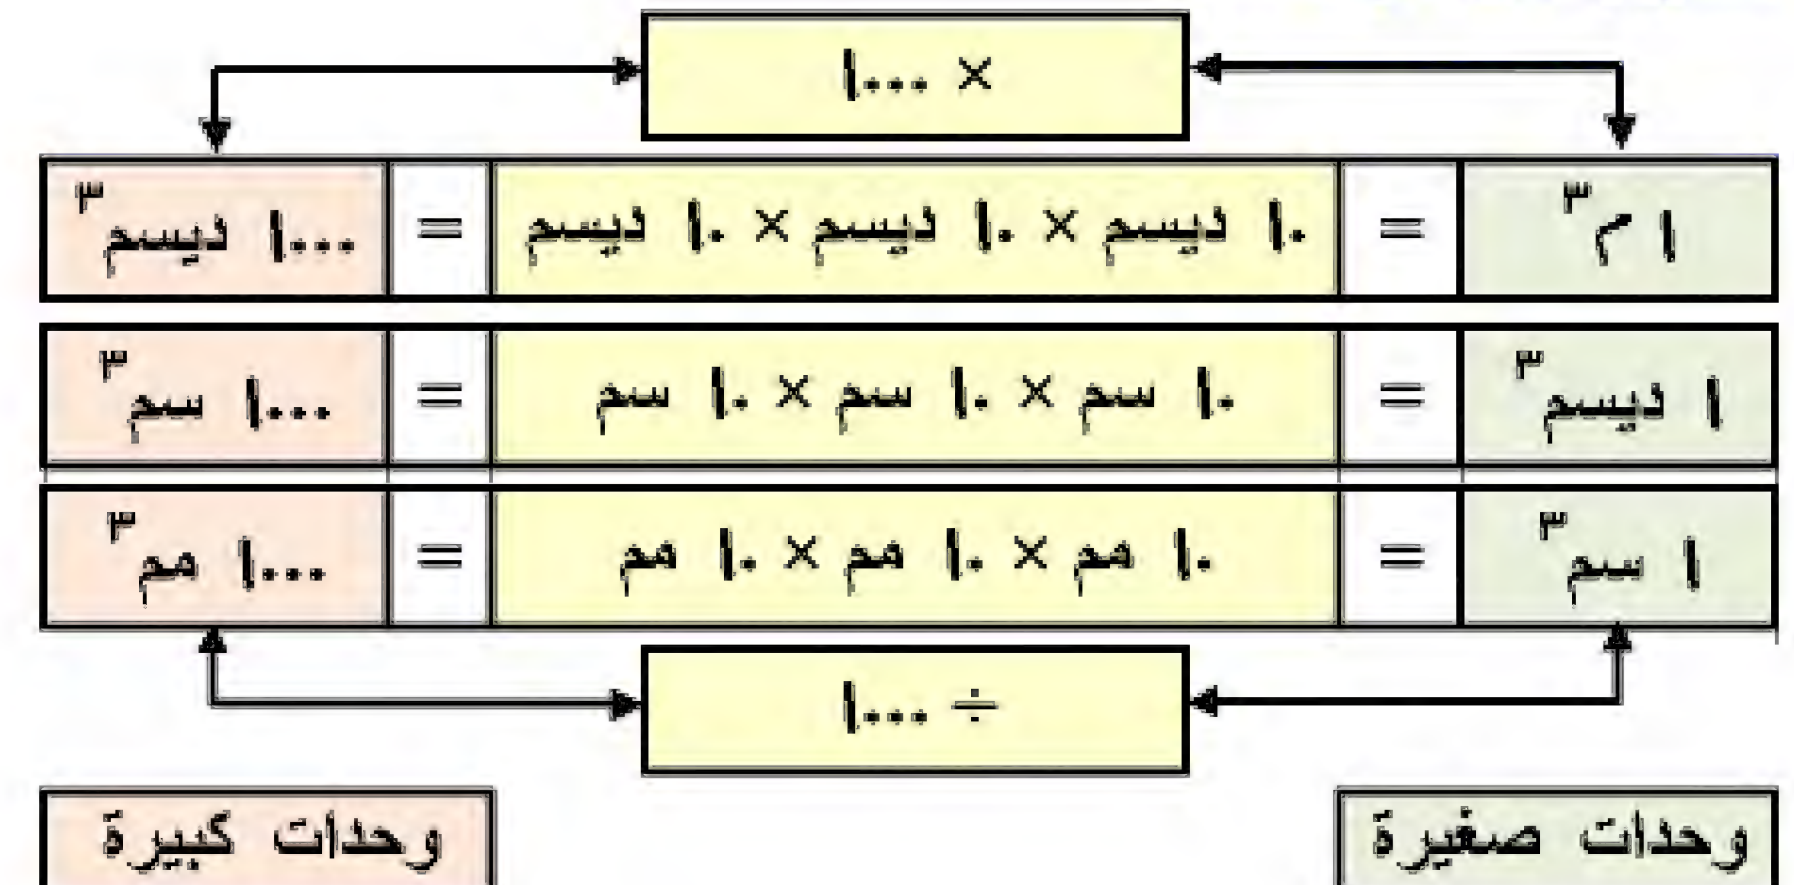 × ١٠٠٠
١ م٣ = ١٠ ديسم × ١٠ ديسم × ١٠ ديسم = ١٠٠٠ ديسم٣
١ ديسم٣ = ١٠ سم × ١٠ سم × ١٠ سم = ١٠٠٠ سم٣
١ سم٣ = ١٠ مم × ١٠ مم × ١٠ مم = ١٠٠٠ مم٣
÷ ١٠٠٠
وحدات صغيرة وحدات كبيرة